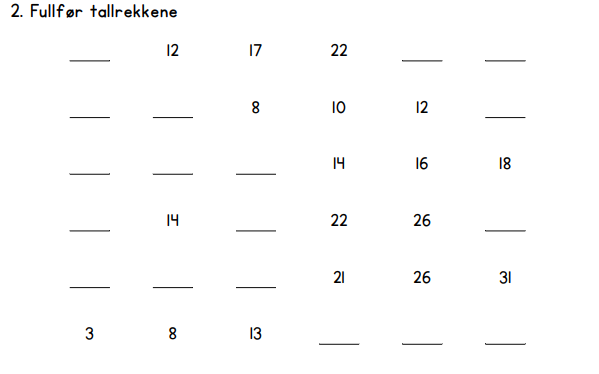 2. Fullfør tallrekkene
____ 12 17 22 ____ ____
____ ____ 8 10 12 ____
____ ____ ____ 14 16 18
____ 14 ____ 22 26 ____
____ ____ ____ 21 26 31
3 8 13 ____ ____ ____